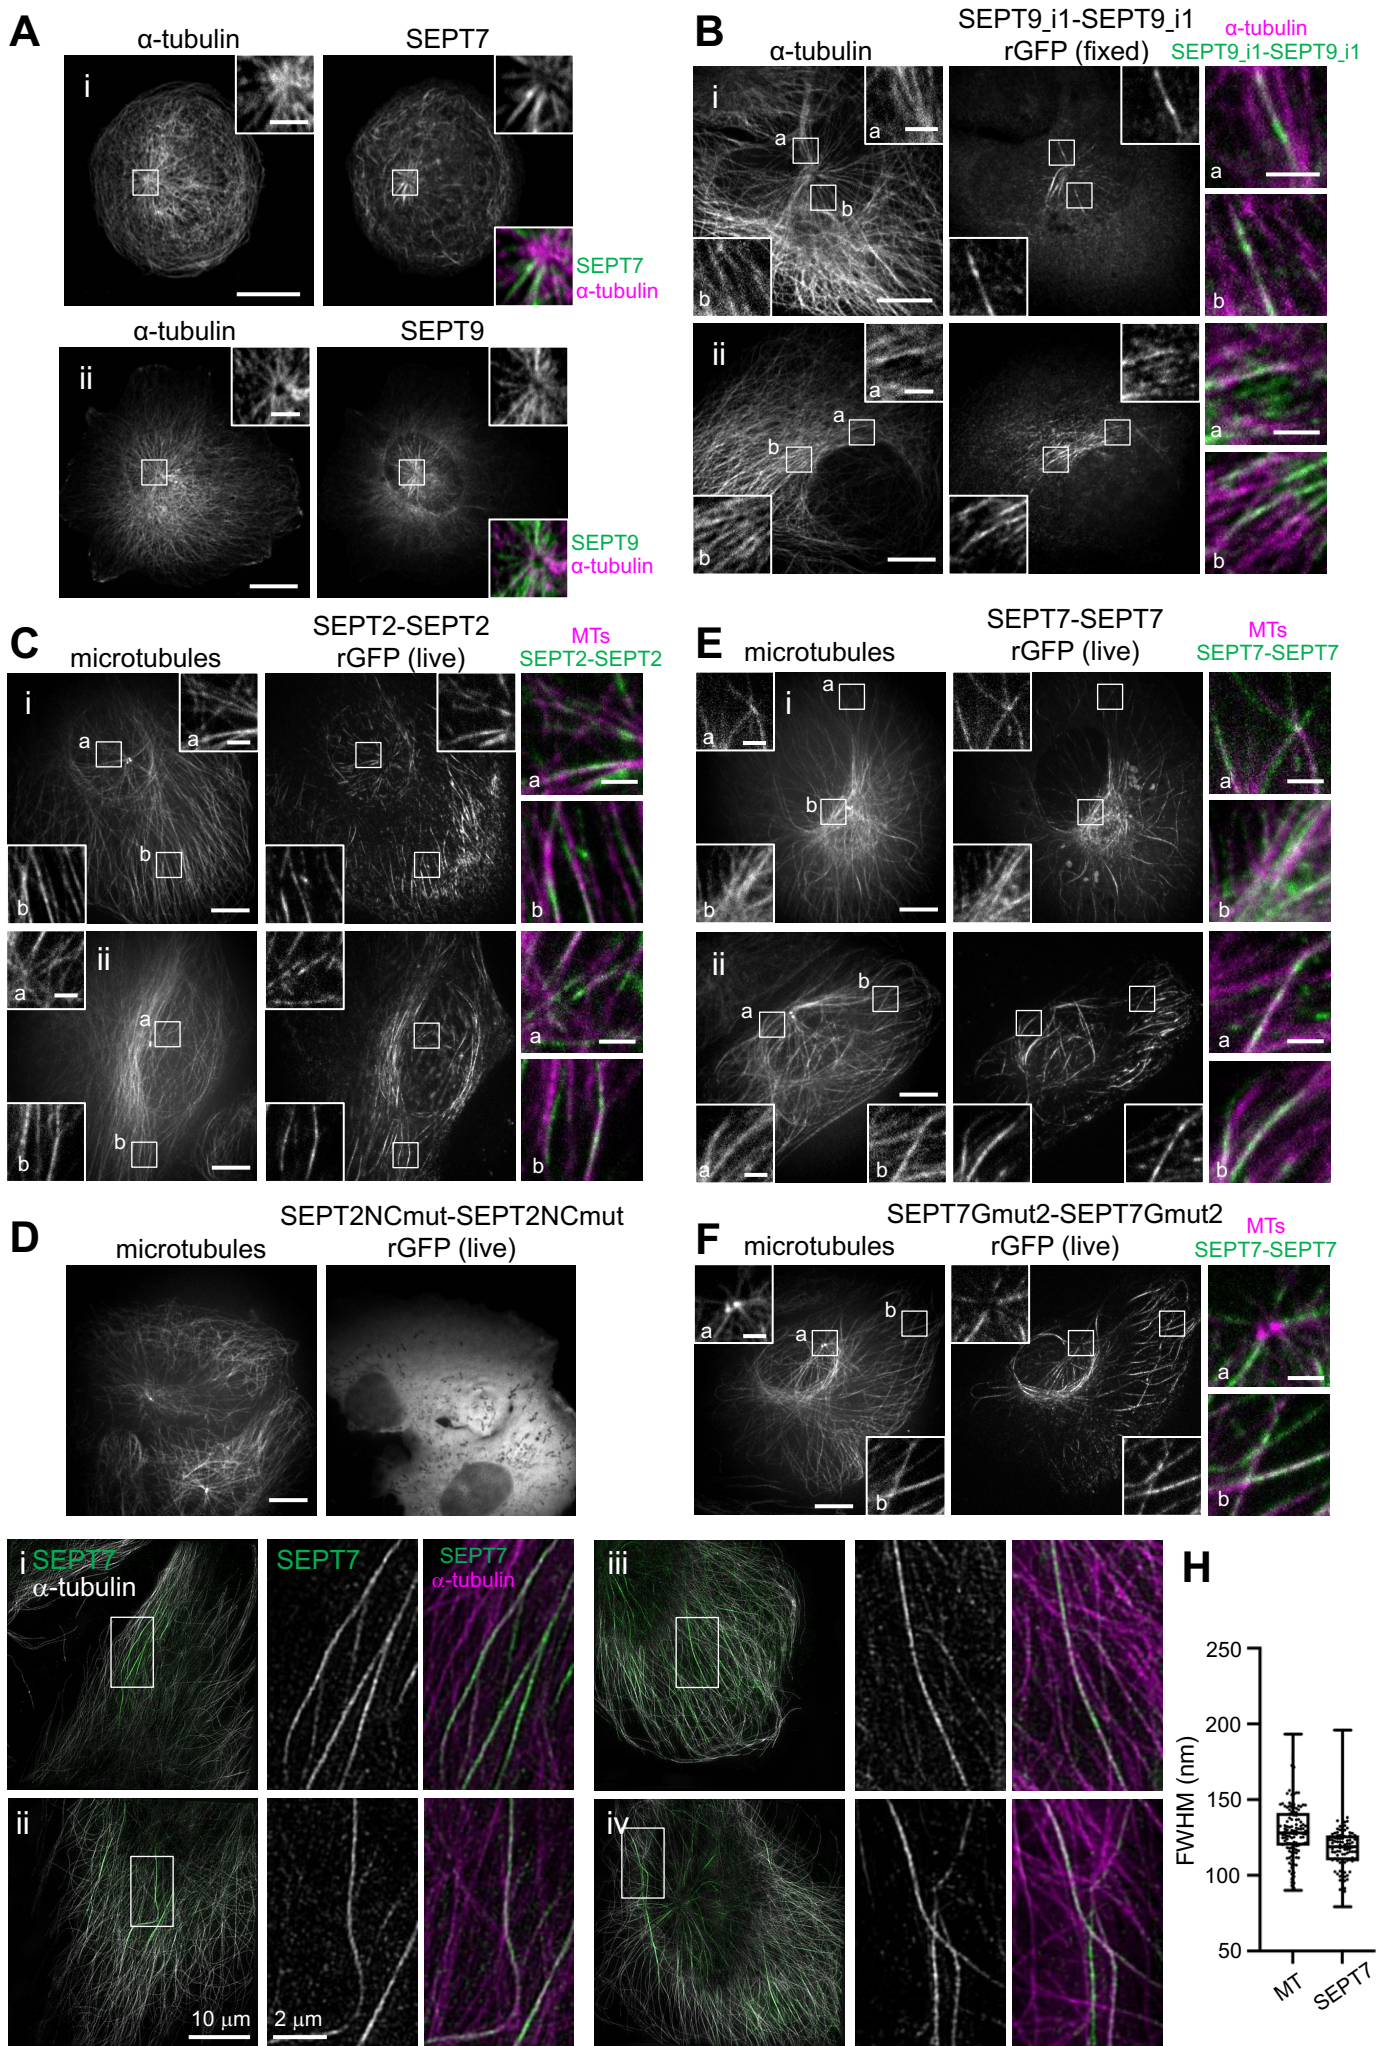 A
α-tubulin
SEPT7
i
SEPT7
α-tubulin
α-tubulin
SEPT9
ii
SEPT9
α-tubulin
B
α-tubulin
SEPT9_i1-SEPT9_i1
rGFP (fixed)
α-tubulin
SEPT9_i1-SEPT9_i1
i
a
a
b
b
a
b
ii
a
a
b
b
a
b
C
microtubules
SEPT2-SEPT2
rGFP (live)
MTs
SEPT2-SEPT2
i
a
a
b
b
a
b
ii
a
a
b
b
a
b
E
microtubules
SEPT7-SEPT7
rGFP (live)
MTs
SEPT7-SEPT7
i
a
a
b
b
a
b
ii
a
b
a
b
a
b
D
microtubules
SEPT2NCmut-SEPT2NCmut
rGFP (live)
F
microtubules
SEPT7Gmut2-SEPT7Gmut2
rGFP (live)
MTs
SEPT7-SEPT7
a
a
b
b
a
b
i
SEPT7
α-tubulin
SEPT7
SEPT7
α-tubulin
ii
10 μm
2 μm
iii
iv
H
FWHM (nm)
250
200
150
100
50
MT
SEPT7